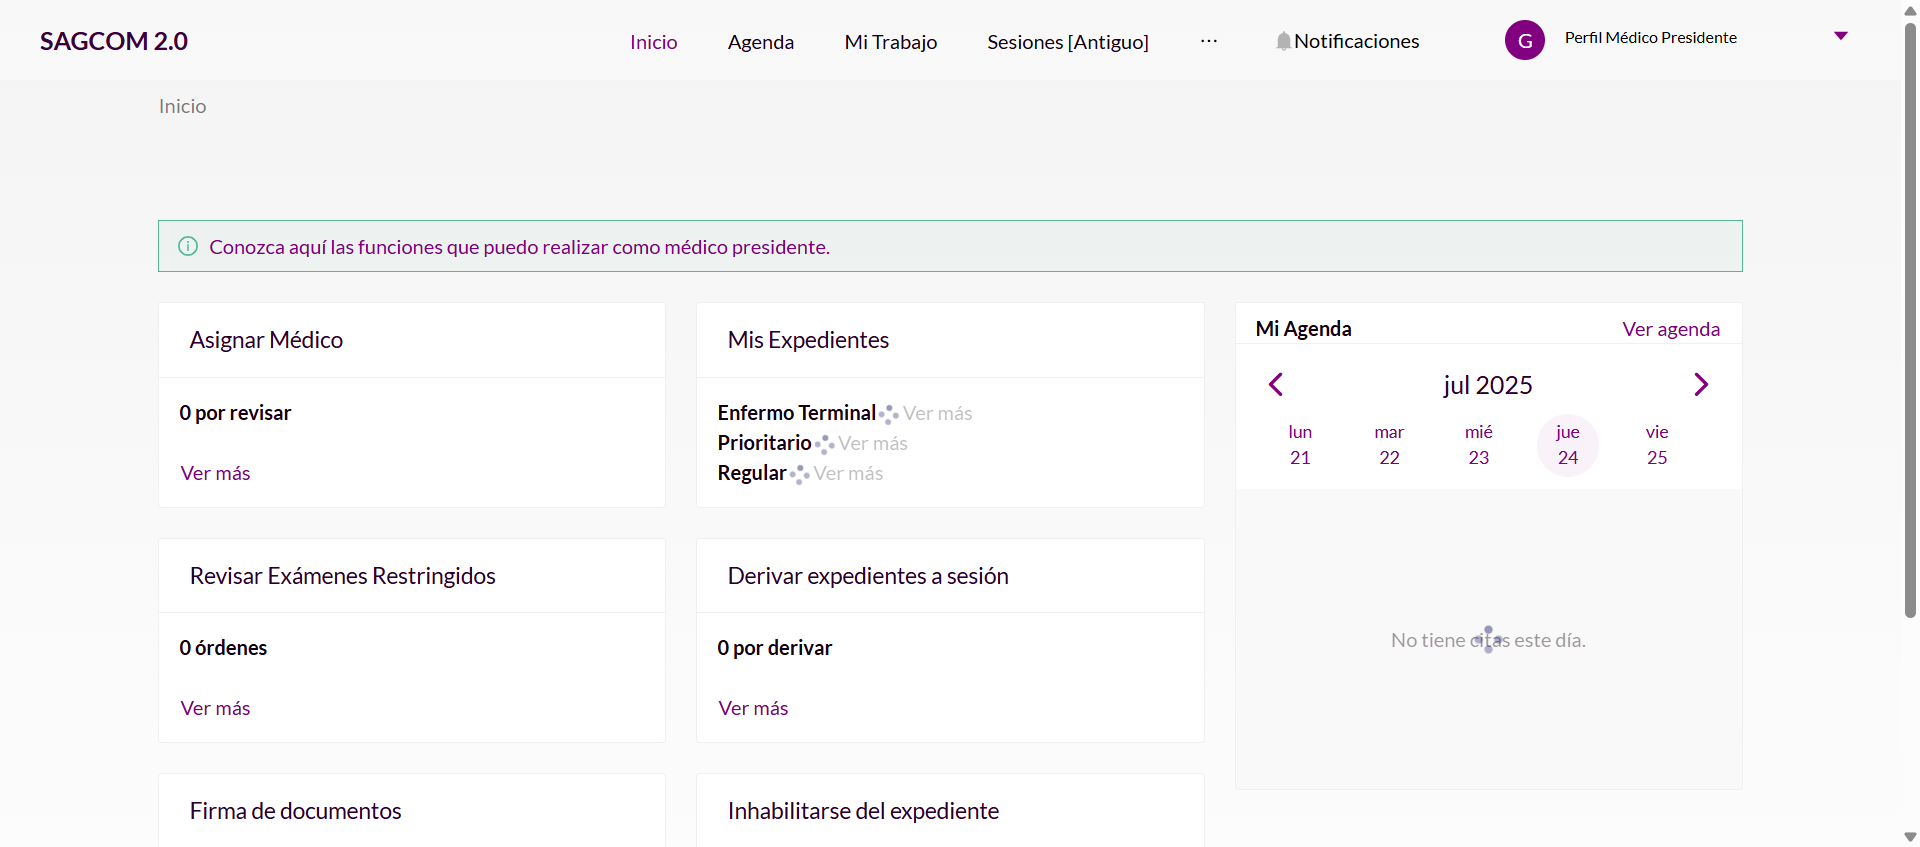 SAGCOM 2.0
Inicio
Agenda
Mi Trabajo
Sesiones [Antiguo]
···
Notificaciones
G
Perfil Médico Presidente
Inicio
Conozca aquí las funciones que puedo realizar como médico presidente.
Asignar Médico
0 por revisar
Ver más
Mis Expedientes
Enfermo Terminal Ver más
Prioritario Ver más
Regular Ver más
Mi Agenda
Ver agenda
jul 2025
lun mar mié jue vie
21 22 23 24 25
No tiene citas este día.
Revisar Exámenes Restringidos
0 órdenes
Ver más
Derivar expedientes a sesión
0 por derivar
Ver más
Firma de documentos
Inhabilitarse del expediente